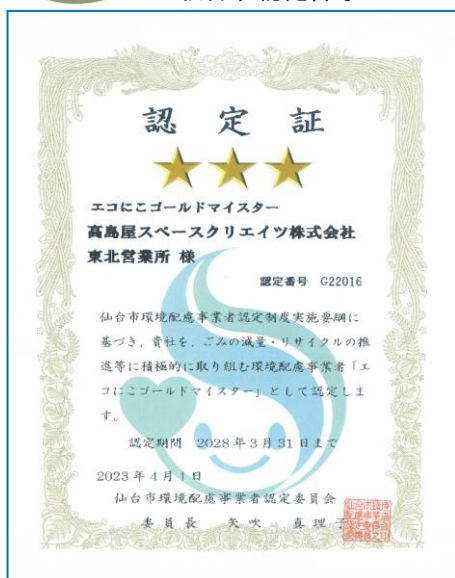 認 定 証
エコにこゴールドマイスター
髙島屋スペースクリエイツ株式会社
東北営業所 様
認定番号 G22016
仙台市環境配慮事業者認定制度実施要綱に
基づき，貴社を，ごみの減量・リサイクルの推
進等に積極的に取り組む環境配慮事業者「エ
コにこゴールドマイスター」として認定しま
す。
認定期間 2028年3月31日まで
2023年4月1日
仙台市環境配慮事業者認定委員会
委員長 矢吹 真理子